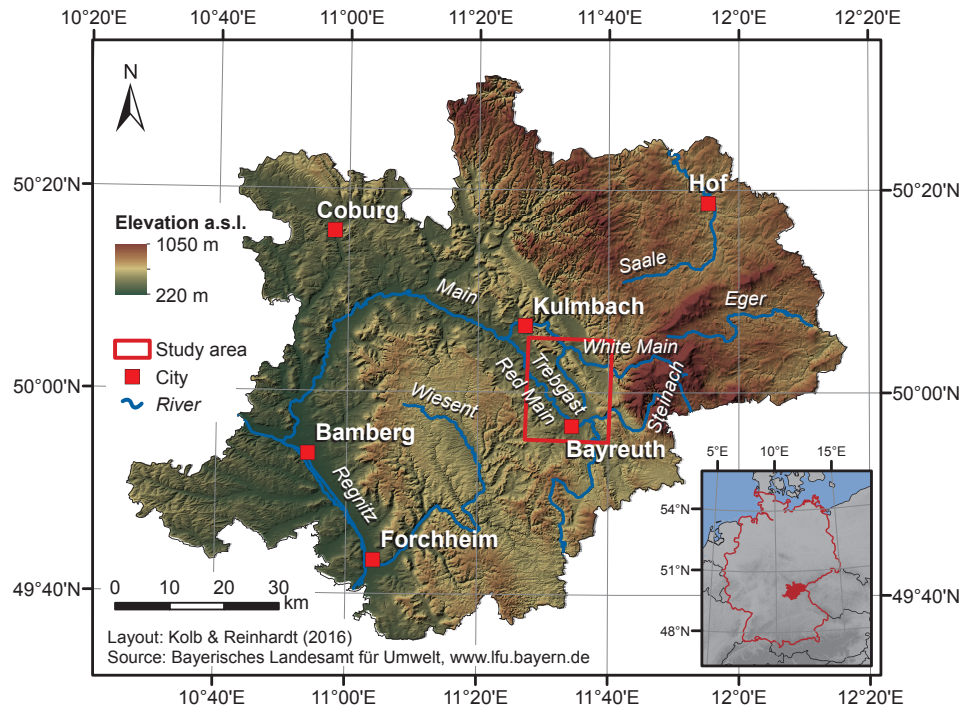 10°20'E 10°40'E 11°00'E 11°20'E 11°40'E 12°00'E 12°20'E
N
50°20'N
50°20'N
Hof
Coburg
Elevation a.s.l.
1050 m
220 m
Saale
Eger
Main
Kulmbach
Study area
City
River
White Main
Trebgast
Red Main
Steinach
50°00'N
50°00'N
Wiesent
Bamberg
Bayreuth
Regnitz
5°E 10°E 15°E
54°N
51°N
48°N
Forchheim
0 10 20 30
km
49°40'N
49°40'N
Layout: Kolb & Reinhardt (2016)
Source: Bayerisches Landesamt für Umwelt, www.lfu.bayern.de
10°40'E 11°00'E 11°20'E 11°40'E 12°0'E 12°20'E